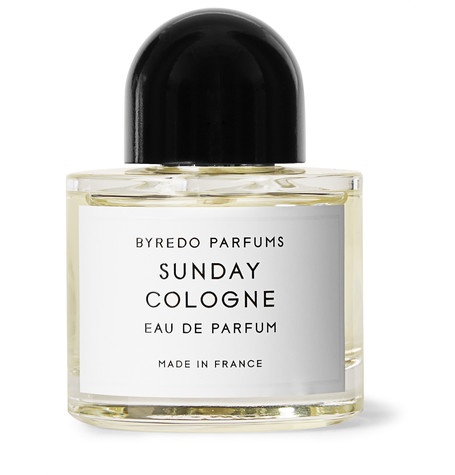 BYREDO PARFUMS
SUNDAY
COLOGNE
EAU DE PARFUM
MADE IN FRANCE